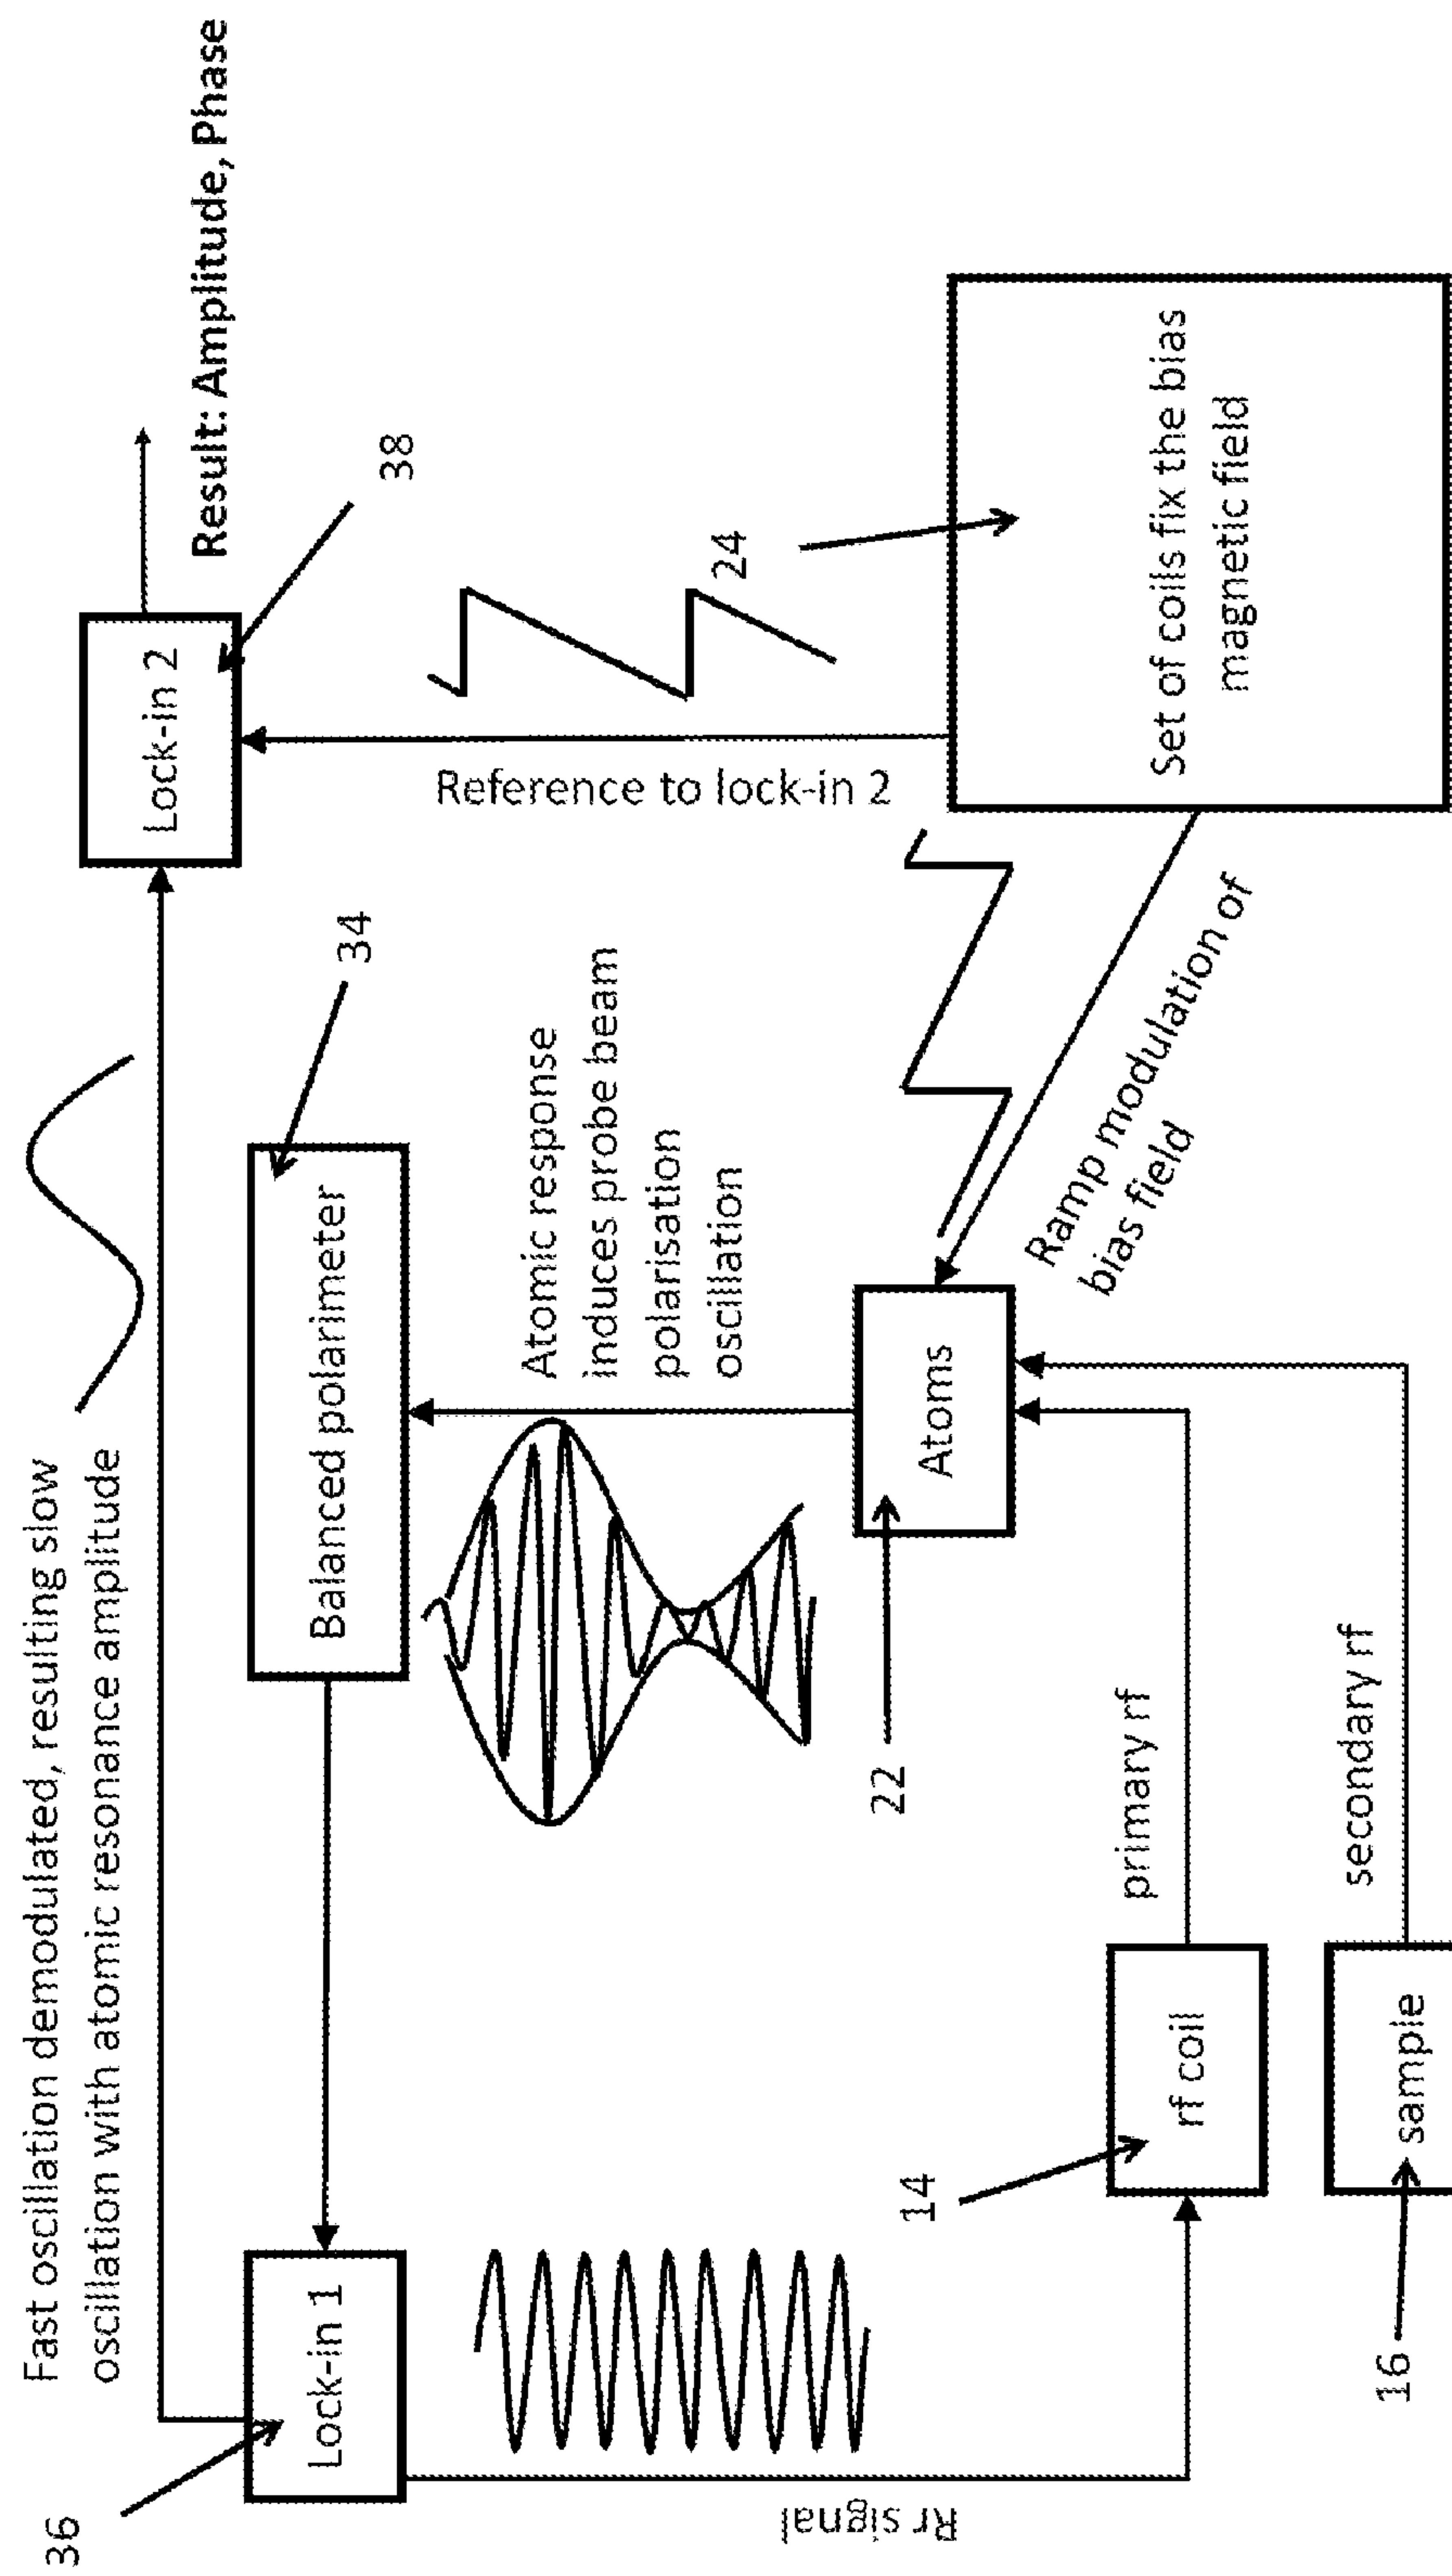 Fast oscillation demodulated, resulting slow
oscillation with atomic resonance amplitude
36
Lock-in 1
Balanced polarimeter
34
Lock-in 2
38
Result: Amplitude, Phase
Rr signal
Atomic response
induces probe beam
polarisation
oscillation
Reference to lock-in 2
24
22
Atoms
Ramp modulation of
bias field
Set of coils fix the bias
magnetic field
14
rf coil
primary rf
16
sample
secondary rf